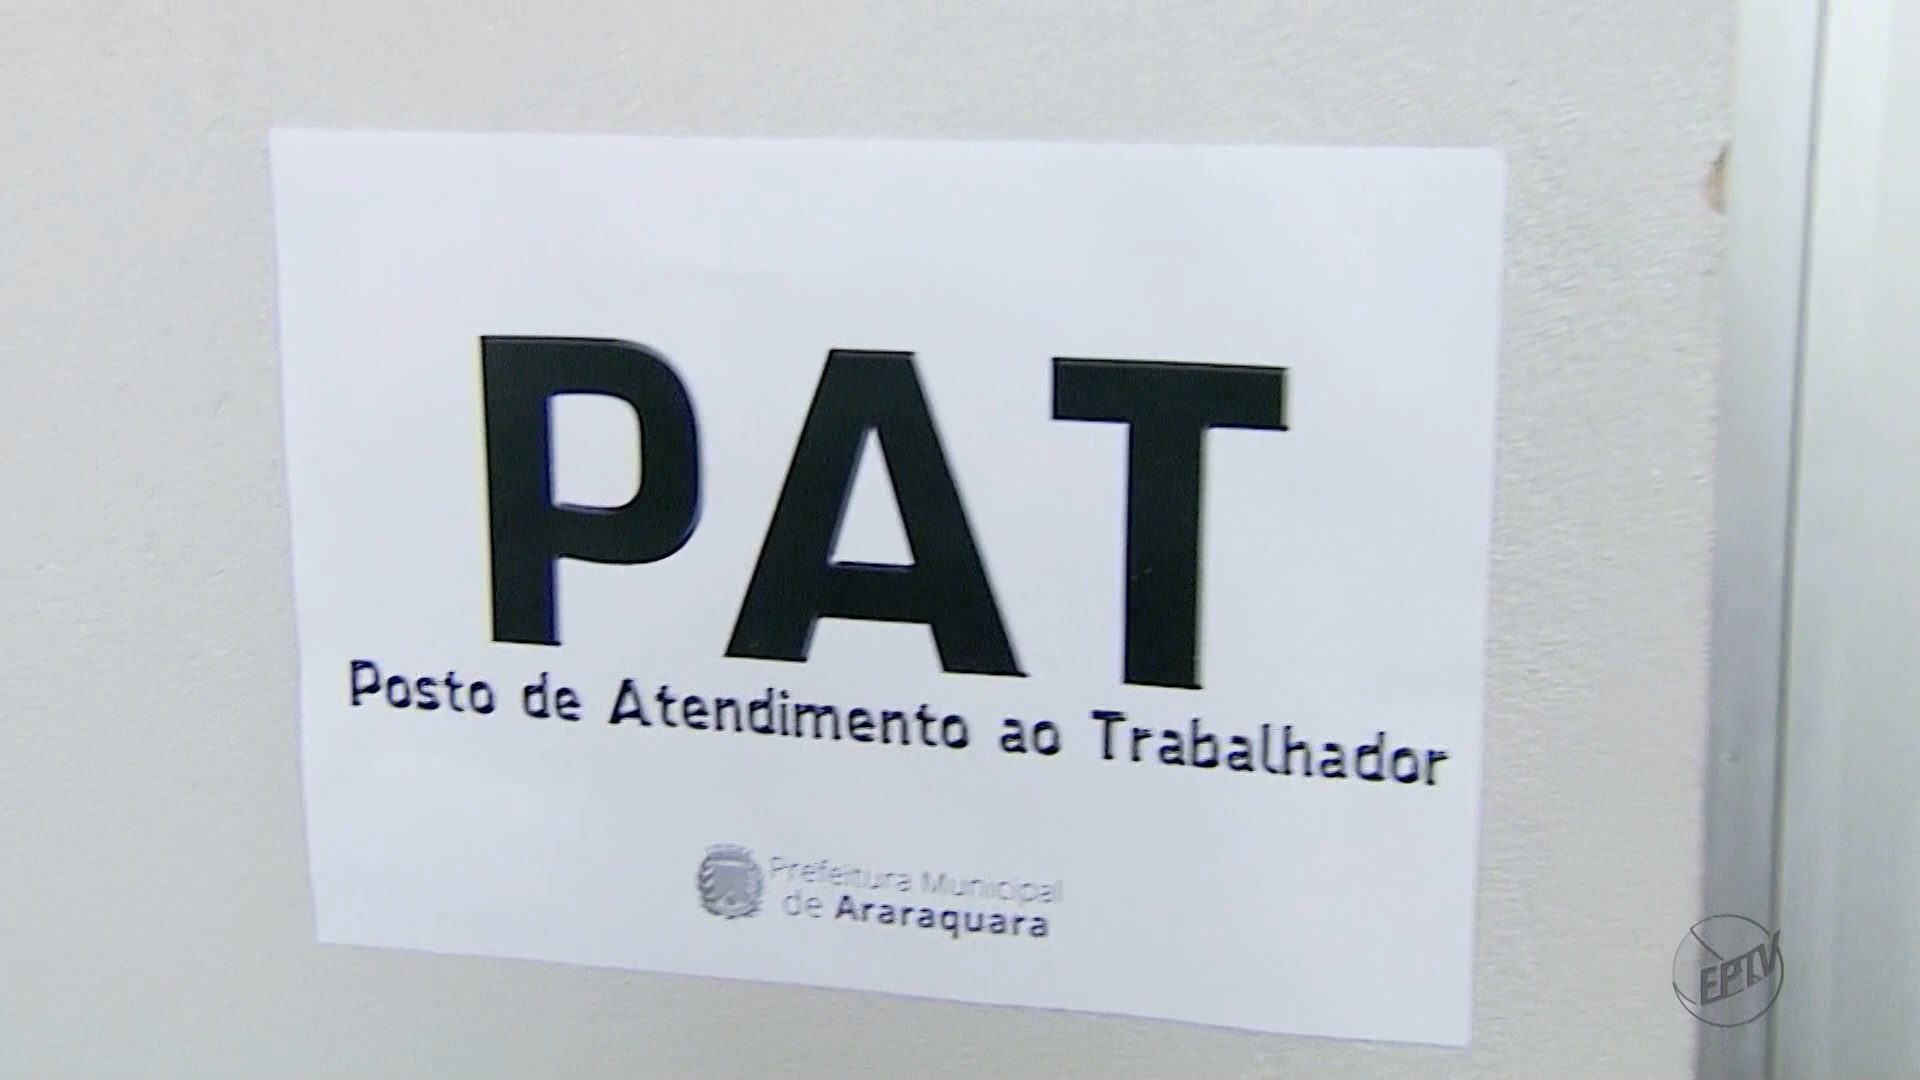 PAT
Posto de Atendimento ao Trabalhador
Prefeitura Municipal
de Araraquara
EPTV